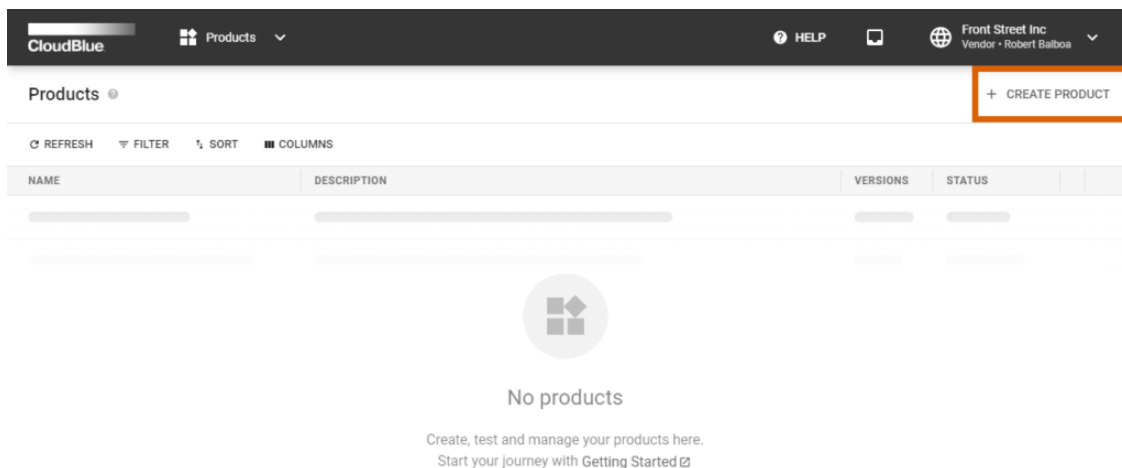 CloudBlue.
Products
HELP
Front Street Inc
Vendor • Robert Balboa
Products
+ CREATE PRODUCT
REFRESH
FILTER
SORT
COLUMNS
NAME
DESCRIPTION
VERSIONS
STATUS
No products
Create, test and manage your products here.
Start your journey with Getting Started